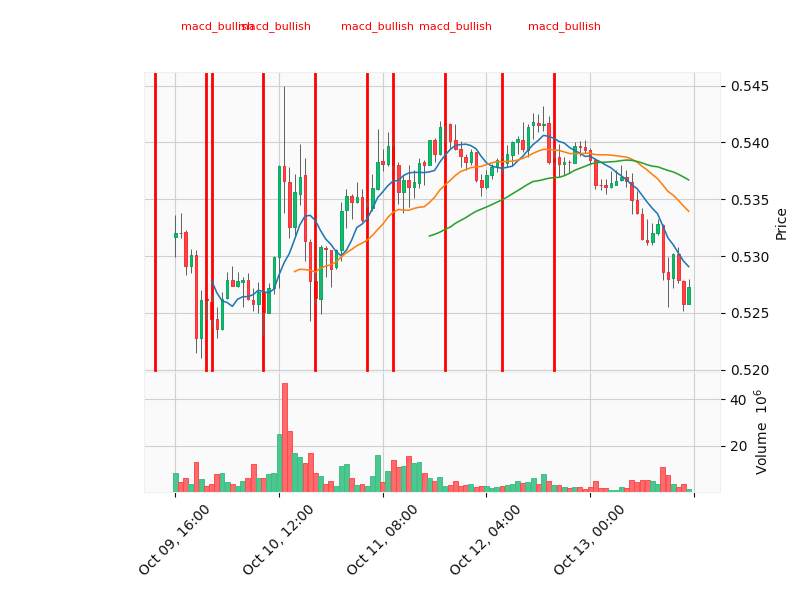 macd_bullish macd_bullish macd_bullish macd_bullish macd_bullish
0.545
0.540
0.535
0.530
0.525
0.520
Price
40
20
Volume 10^6
Oct 09, 16:00
Oct 10, 12:00
Oct 11, 08:00
Oct 12, 04:00
Oct 13, 00:00